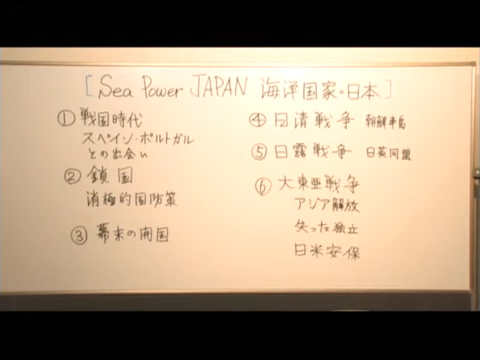 [Sea Power JAPAN 海洋国家・日本]
① 戦国時代
スペイン・ポルトガル
との出会い
② 鎖国
消極的国防策
③ 幕末の開国
④ 日清戦争 朝鮮半島
⑤ 日露戦争 日英同盟
⑥ 大東亜戦争
アジア解放
失った独立
日米安保